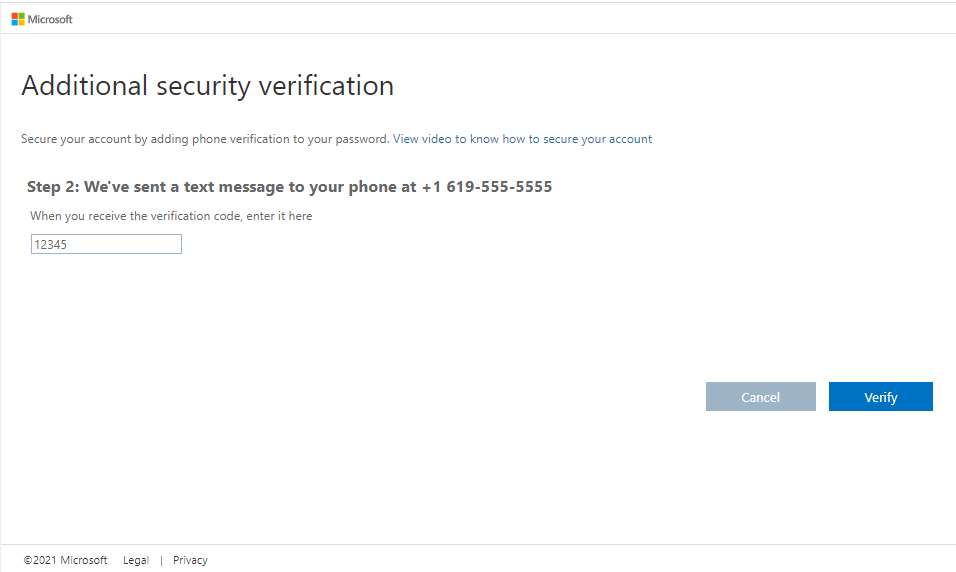 Microsoft
Additional security verification
Secure your account by adding phone verification to your password. View video to know how to secure your account
Step 2: We've sent a text message to your phone at +1 619-555-5555
When you receive the verification code, enter it here
12345
Cancel Verify
©2021 Microsoft Legal | Privacy